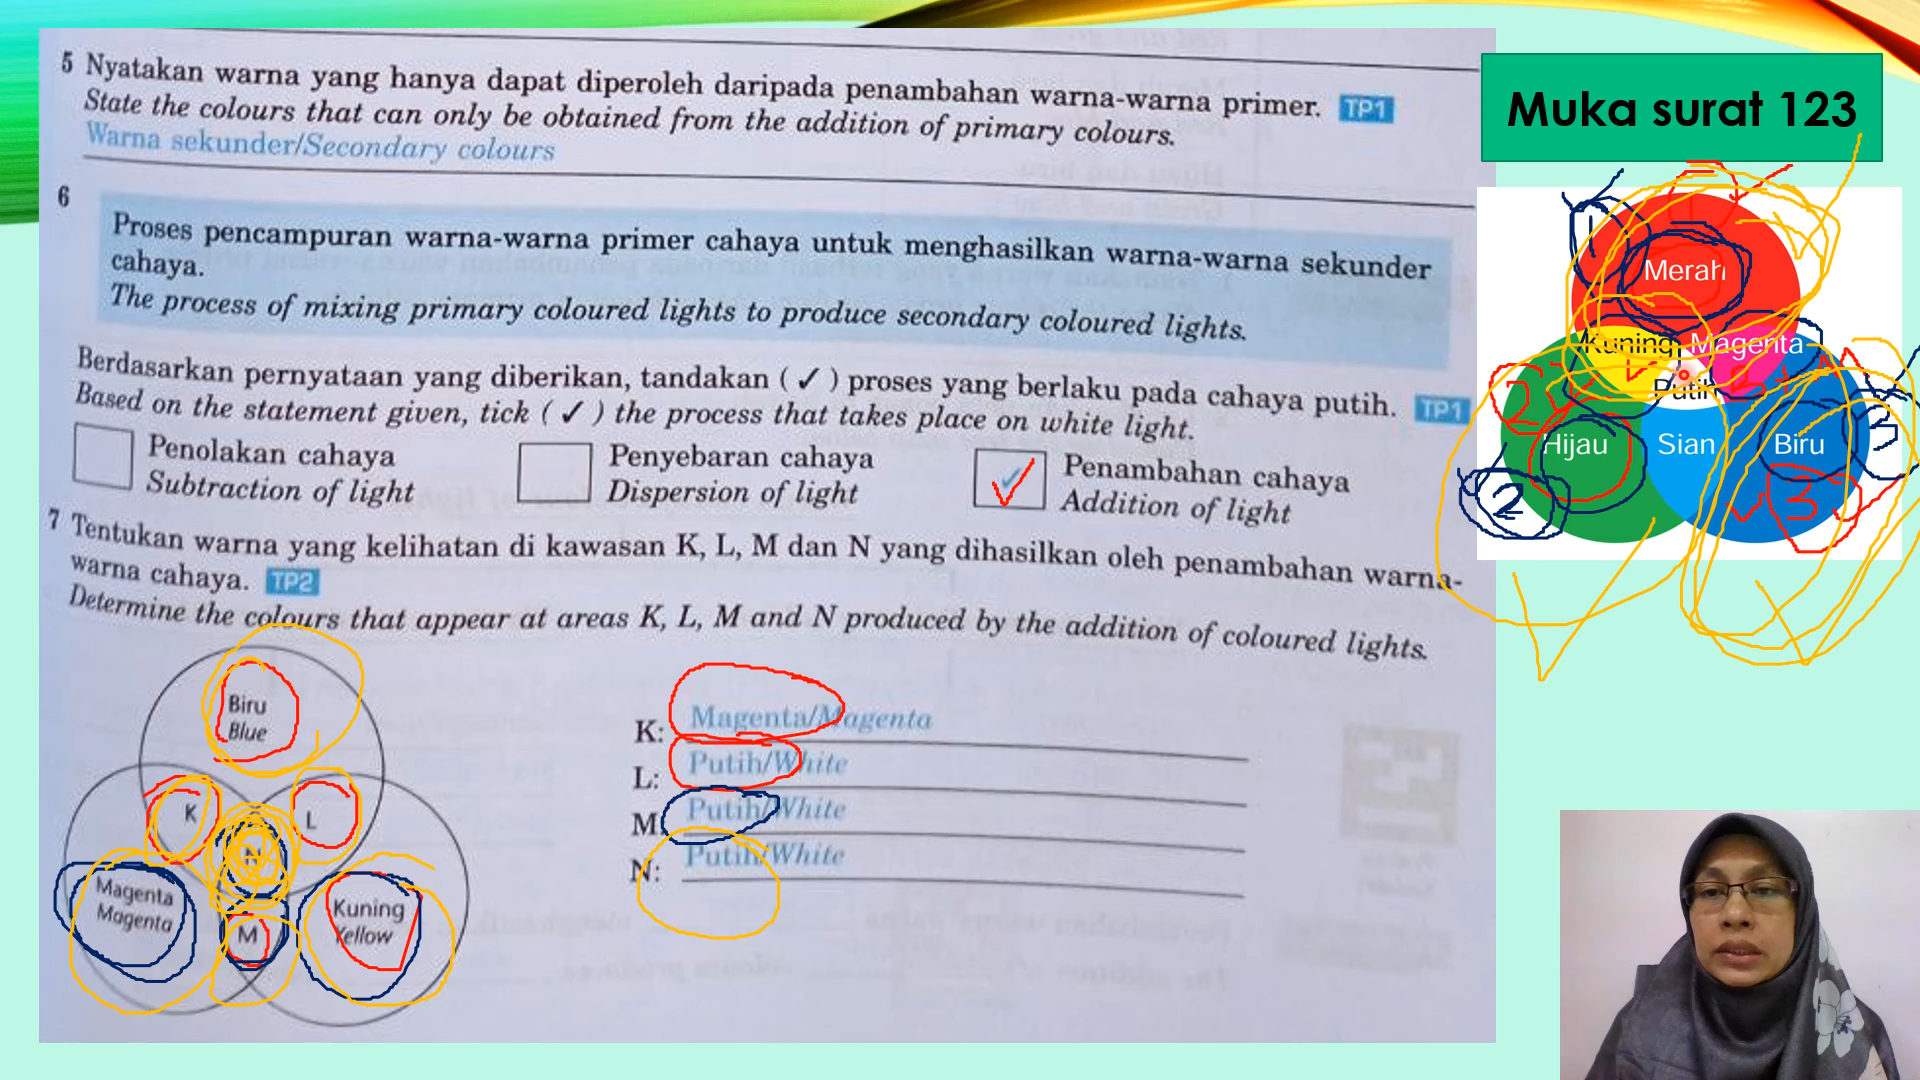 5 Nyatakan warna yang hanya dapat diperoleh daripada penambahan warna-warna primer. TP1
State the colours that can only be obtained from the addition of primary colours.
Warna sekunder/Secondary colours
6
Proses pencampuran warna-warna primer cahaya untuk menghasilkan warna-warna sekunder
cahaya.
The process of mixing primary coloured lights to produce secondary coloured lights.
Berdasarkan pernyataan yang diberikan, tandakan ( ✓ ) proses yang berlaku pada cahaya putih. TP1
Based on the statement given, tick ( ✓ ) the process that takes place on white light.
Penolakan cahaya
Subtraction of light
Penyebaran cahaya
Dispersion of light
✓
Penambahan cahaya
Addition of light
7 Tentukan warna yang kelihatan di kawasan K, L, M dan N yang dihasilkan oleh penambahan warna-
warna cahaya. TP2
Determine the colours that appear at areas K, L, M and N produced by the addition of coloured lights.
Biru
Blue
K
L
N
Magenta
Magenta
M
Kuning
Yellow
K: Magenta/Magenta
L: Putih/White
M: Putih/White
N: Putih/White
Muka surat 123
1
1
Merah
Kuning
Magenta
Putih
2
Hijau
Sian
Biru
3
2
3